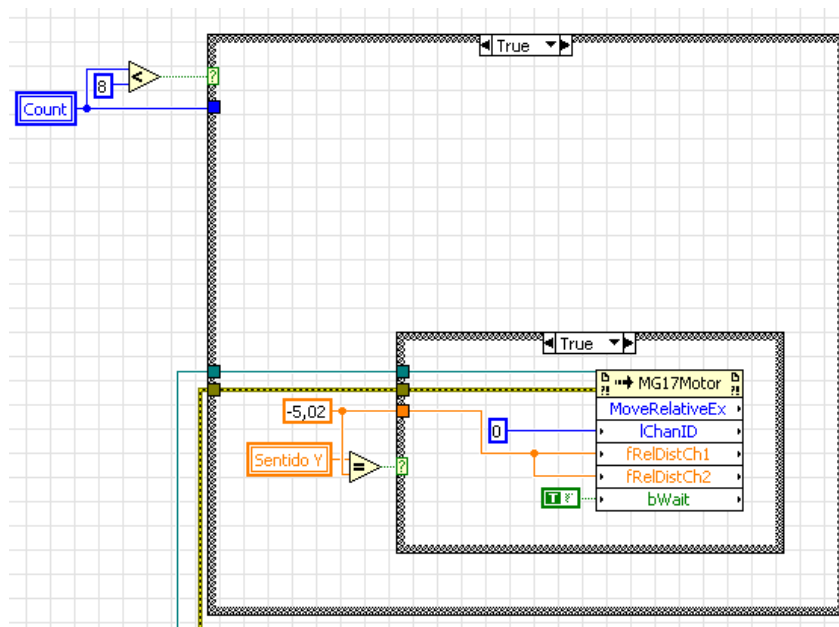 True
<
?
8
Count
True
MG17Motor
-5,02
MoveRelativeEx
0
lChanID
Sentido Y
fRelDistCh1
=
?
fRelDistCh2
T
bWait